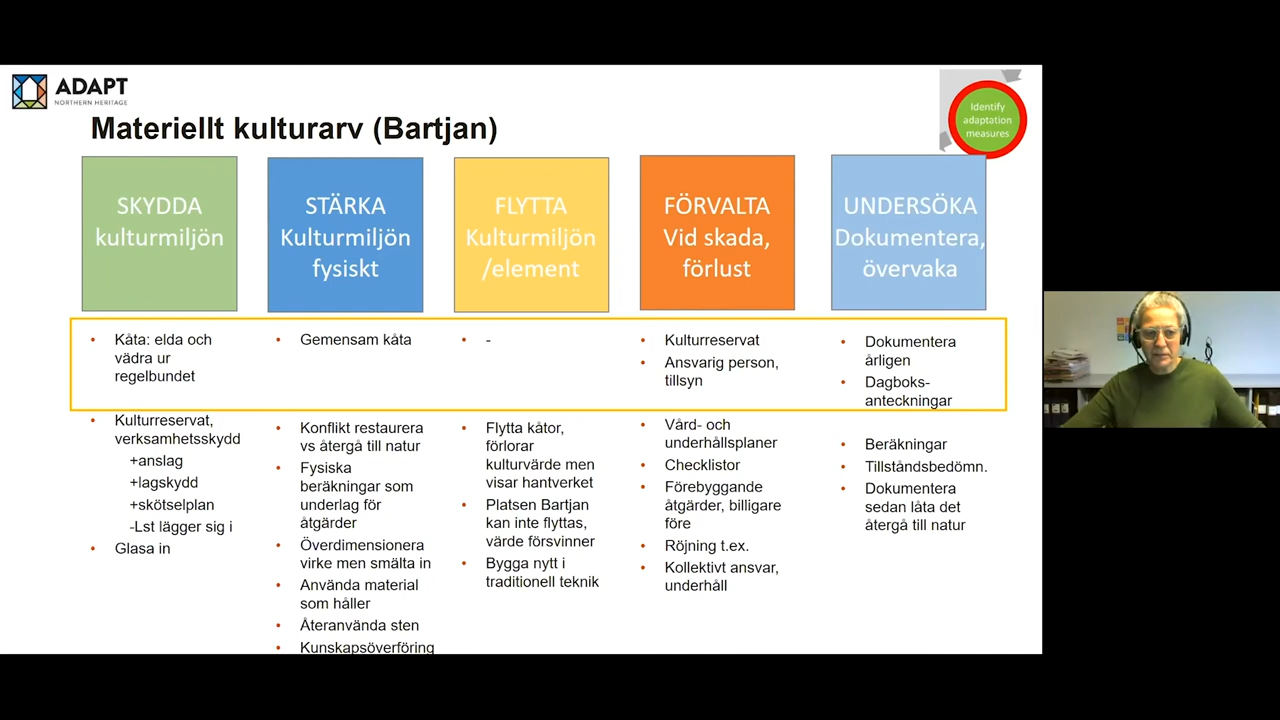 ADAPT
NORTHERN HERITAGE
Materiellt kulturarv (Bartjan)
Identify
adaptation
measures
SKYDDA
kulturmiljön
STÄRKA
Kulturmiljön
fysiskt
FLYTTA
Kulturmiljön
/element
FÖRVALTA
Vid skada,
förlust
UNDERSÖKA
Dokumentera,
övervaka
• Kåta: elda och
vädra ur
regelbundet
• Kulturreservat,
verksamhetsskydd
+anslag
+lagskydd
+skötselplan
-Lst lägger sig i
• Glasa in
• Gemensam kåta
• Konflikt restaurera
vs återgå till natur
• Fysiska
beräkningar som
underlag för
åtgärder
• Överdimensionera
virke men smälta in
• Använda material
som håller
• Återanvända sten
• Kunskapsöverföring
• -
• Flytta kåtor,
förlorar
kulturvärde men
visar hantverket
• Platsen Bartjan
kan inte flyttas,
värde försvinner
• Bygga nytt i
traditionell teknik
• Kulturreservat
• Ansvarig person,
tillsyn
• Vård- och
underhållsplaner
• Checklistor
• Förebyggande
åtgärder, billigare
före
• Röjning t.ex.
• Kollektivt ansvar,
underhåll
• Dokumentera
årligen
• Dagboks-
anteckningar
• Beräkningar
• Tillståndsbedömn.
• Dokumentera
sedan låta det
återgå till natur